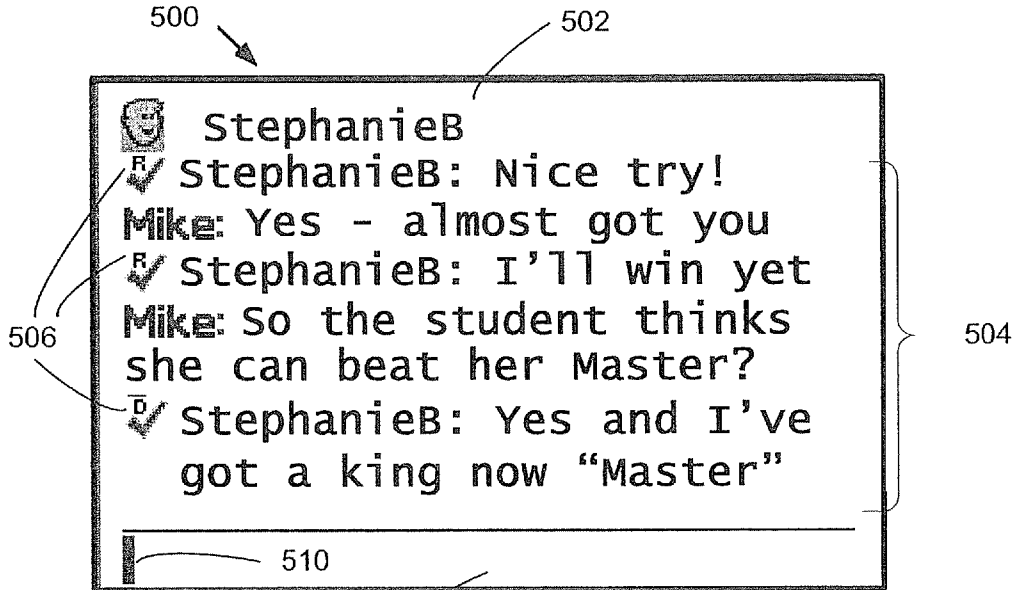 500
502
StephanieB
R StephanieB: Nice try!
Mike: Yes - almost got you
R StephanieB: I'll win yet
Mike: So the student thinks
506
504
she can beat her Master?
D StephanieB: Yes and I've
got a king now “Master”
510